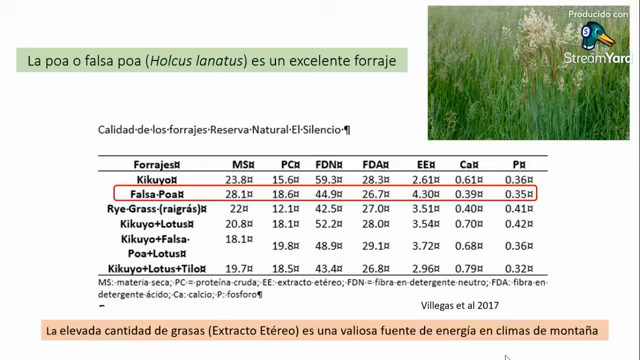 Producido con
StreamYard
La poa o falsa poa (Holcus lanatus) es un excelente forraje
Calidad·de·los·forrajes·Reserva·Natural·El·Silencio·¶
Forrajes¤ MS¤ PC¤ FDN¤ FDA¤ EE¤ Ca¤ P¤
Kikuyo¤ 23.8¤ 15.6¤ 59.3¤ 28.3¤ 2.61¤ 0.61¤ 0.36¤
Falsa·Poa¤ 28.1¤ 18.6¤ 44.9¤ 26.7¤ 4.30¤ 0.39¤ 0.35¤
Rye·Grass·(raigrás)¤ 22¤ 12.1¤ 42.5¤ 27.0¤ 3.51¤ 0.40¤ 0.41¤
Kikuyo+Lotus¤ 20.8¤ 18.1¤ 52.2¤ 28.0¤ 3.54¤ 0.70¤ 0.42¤
Kikuyo+Falsa· 18.1¤
Poa+Lotus¤ 19.8¤ 48.9¤ 29.1¤ 3.72¤ 0.68¤ 0.36¤
Kikuyo+Lotus+Tilo¤ 19.7¤ 18.5¤ 43.4¤ 26.8¤ 2.96¤ 0.79¤ 0.32¤
MS: materia seca; PC = proteína cruda; EE: extracto etéreo; FDN = fibra en detergente neutro; FDA: fibra en
detergente ácido; Ca: calcio; P: fosforo¶
Villegas et al 2017
La elevada cantidad de grasas (Extracto Etéreo) es una valiosa fuente de energía en climas de montaña